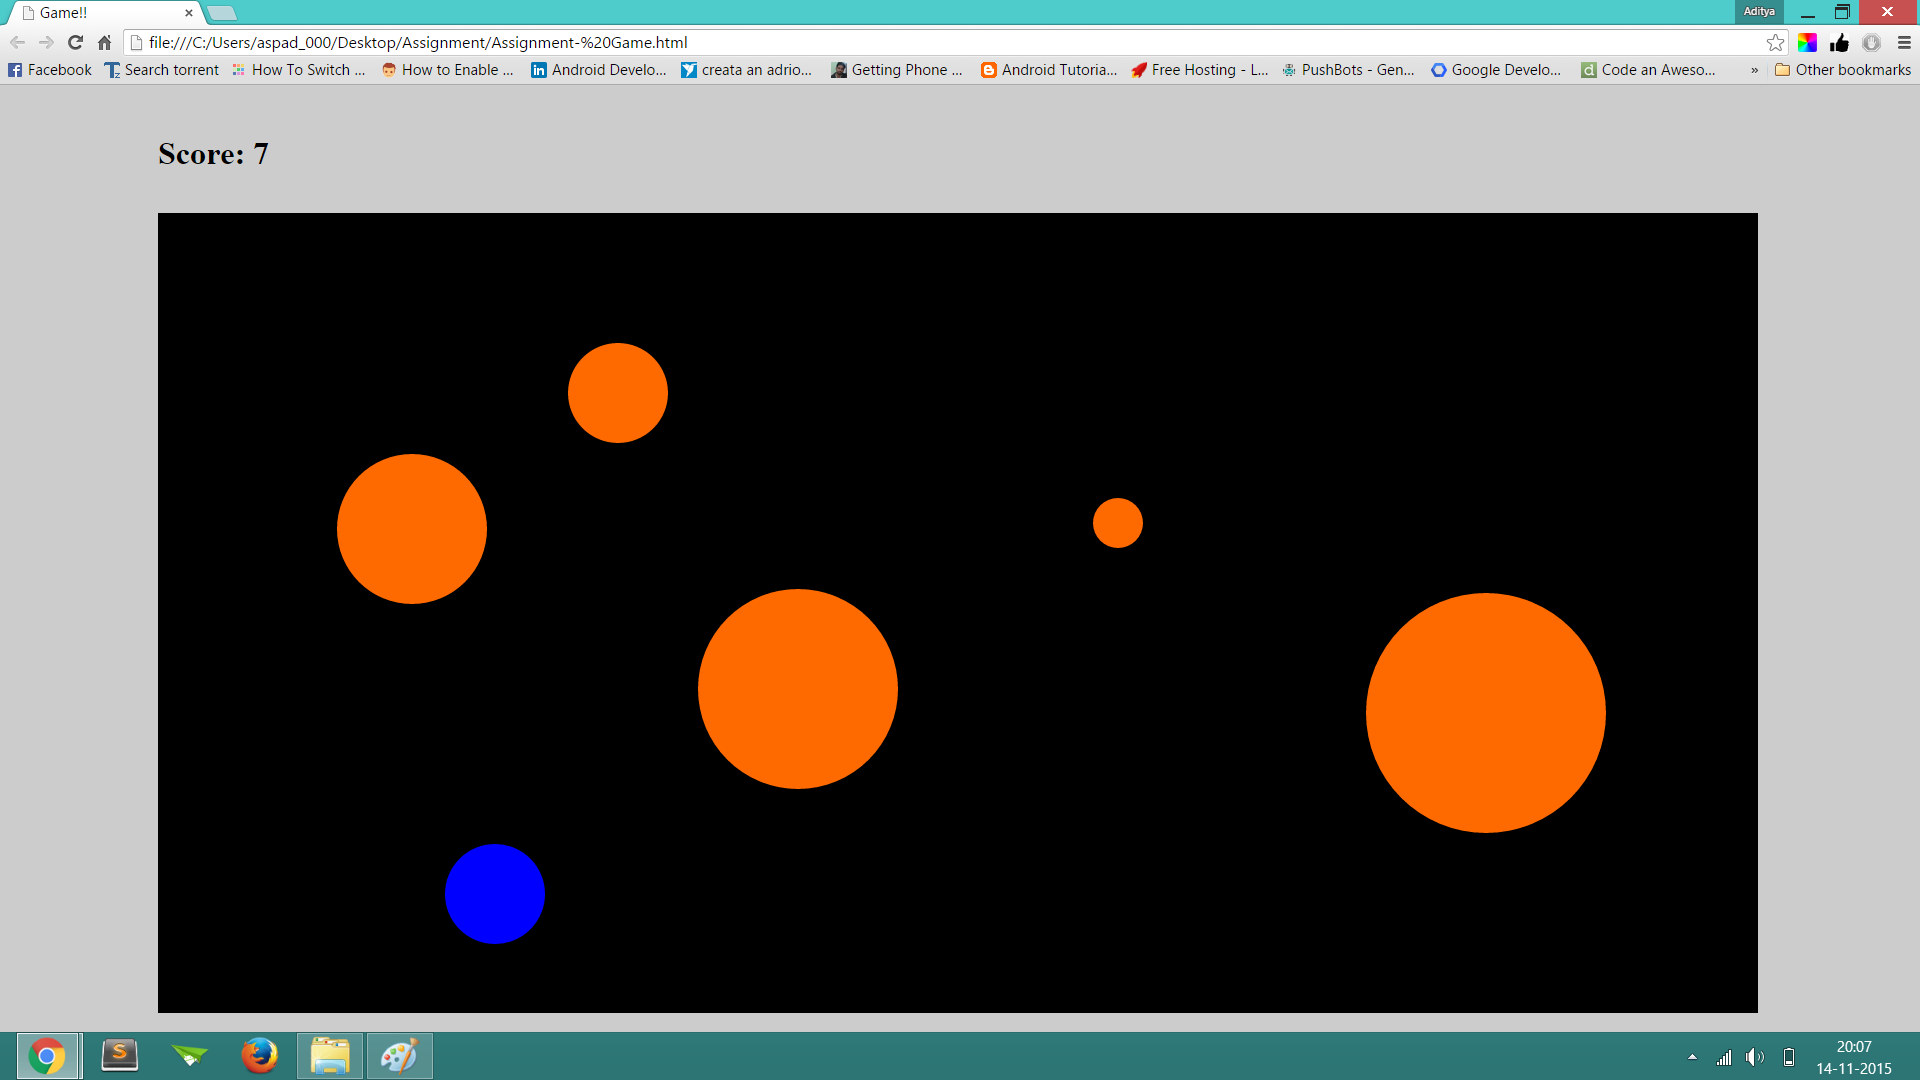 Game!!
Aditya
file:///C:/Users/aspad_000/Desktop/Assignment/Assignment-%20Game.html
Facebook Search torrent How To Switch ... How to Enable ... Android Develo... creata an adrio... Getting Phone ... Android Tutoria... Free Hosting - L... PushBots - Gen... Google Develo... Code an Aweso... » Other bookmarks
Score: 7
20:07
14-11-2015